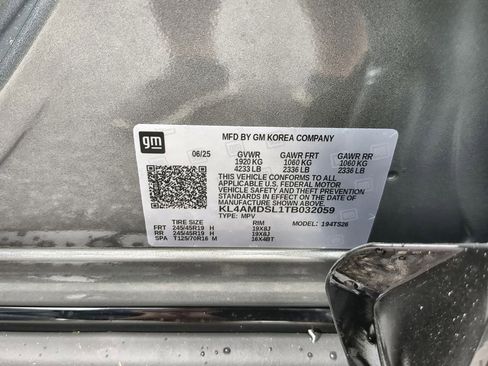 gm
MFD BY GM KOREA COMPANY
06/25 GVWR GAWR FRT GAWR RR
1920 KG 1060 KG 1060 KG
4233 LB 2336 LB 2336 LB
THIS VEHICLE CONFORMS TO ALL
APPLICABLE U.S. FEDERAL MOTOR
VEHICLE SAFETY AND THEFT PREVENTION
STANDARDS IN EFFECT ON THE DATE OF
MANUFACTURE SHOWN ABOVE.
KL4AMDSL1TB032059
TYPE: MPV MODEL: 194TS26
TIRE SIZE RIM
FRT 245/45R19 H 19X8J
RR 245/45R19 H 19X8J
SPA T125/70R16 M 16X4BT